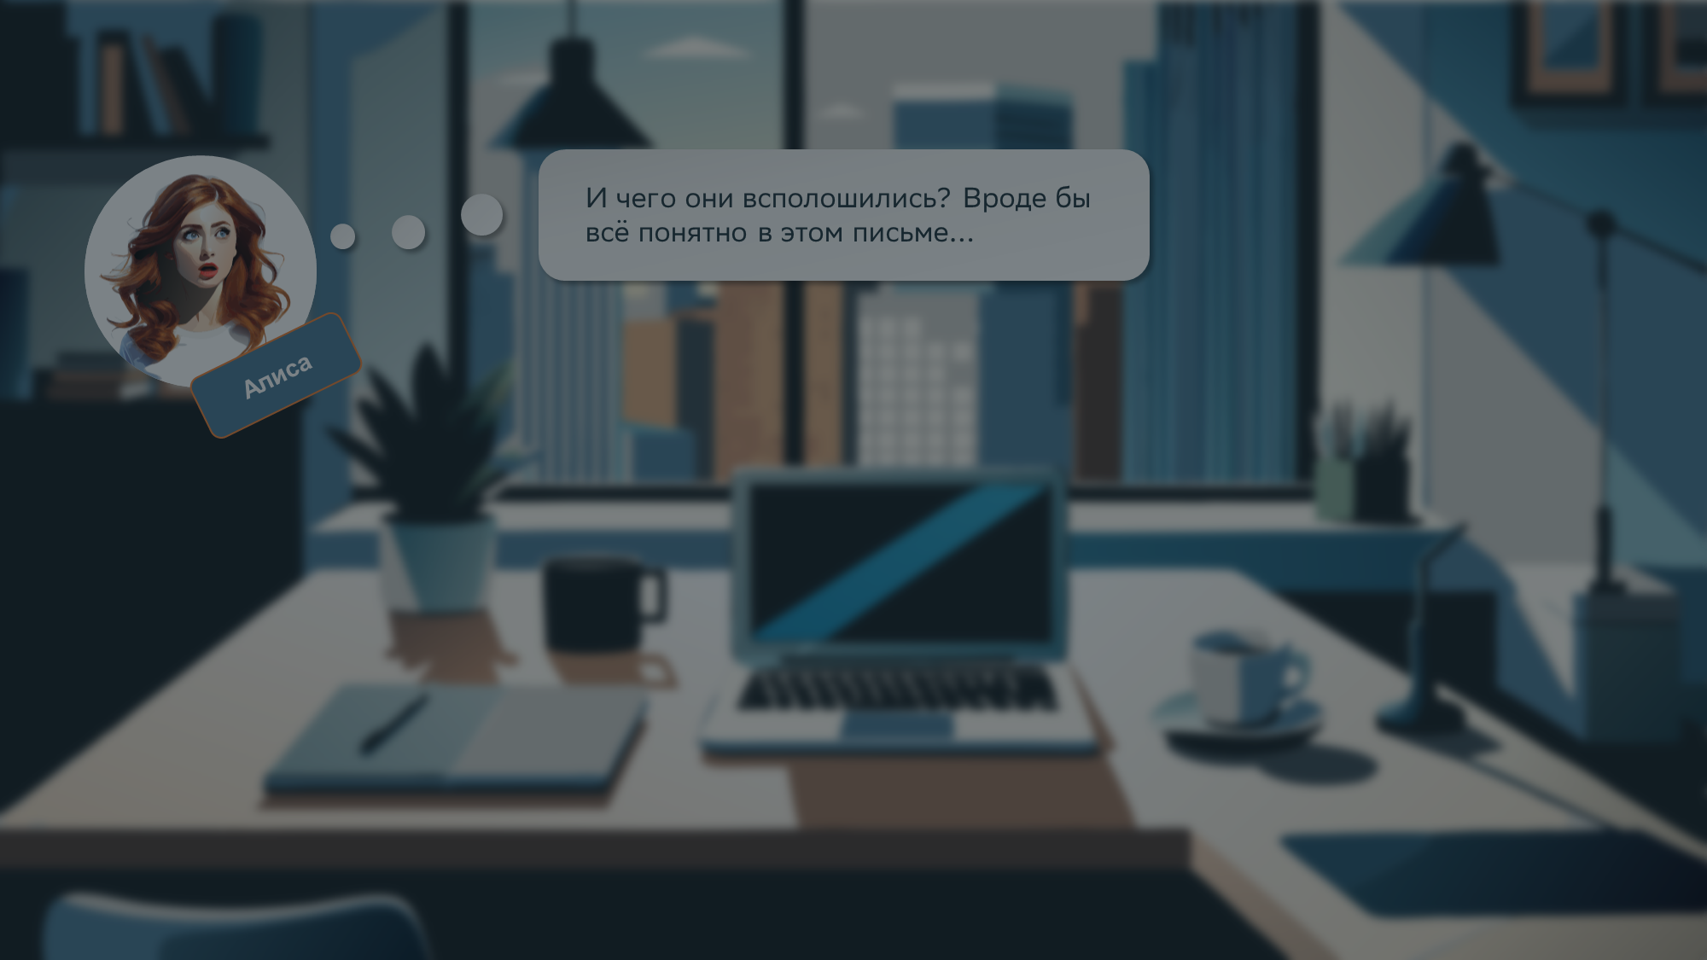 И чего они всполошились? Вроде бы
всё понятно в этом письме...
Алиса